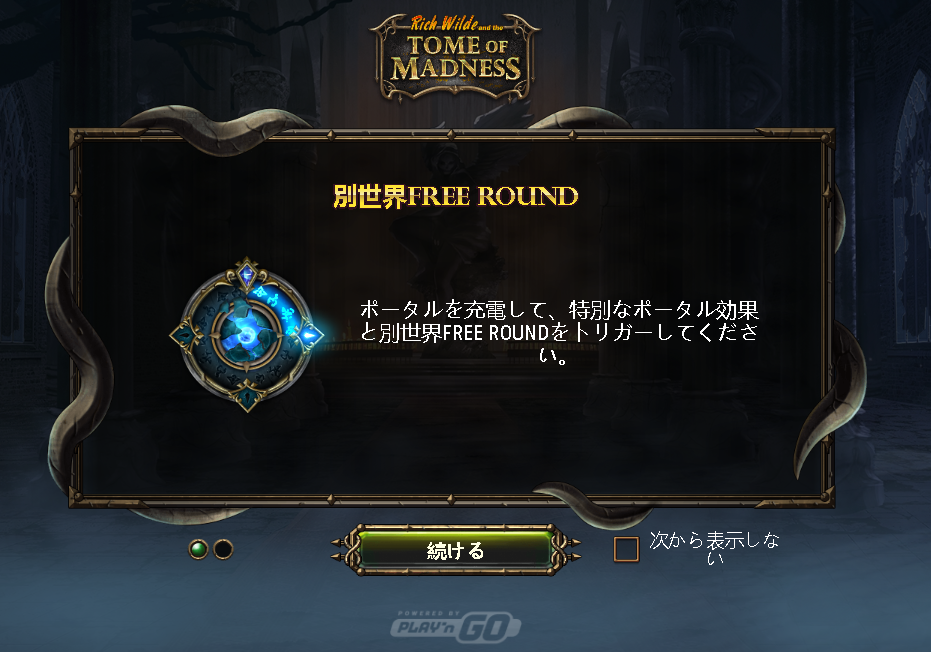 Rich Wilde and the
TOME OF
MADNESS
別世界FREE ROUND
ポータルを充電して、特別なポータル効果
と別世界FREE ROUNDをトリガーしてくださ
い。
続ける
次から表示しな
い
POWERED BY
PLAY'n GO